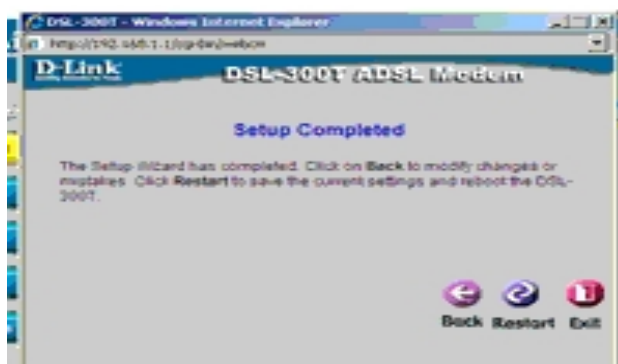 DSL-300T - Windows Internet Explorer
D-Link
DSL-300T ADSL Modem
Setup Completed
The Setup Wizard has completed. Click on Back to modify changes or
mistakes. Click Restart to save the current settings and reboot the DSL-
300T.
Back Restart Exit